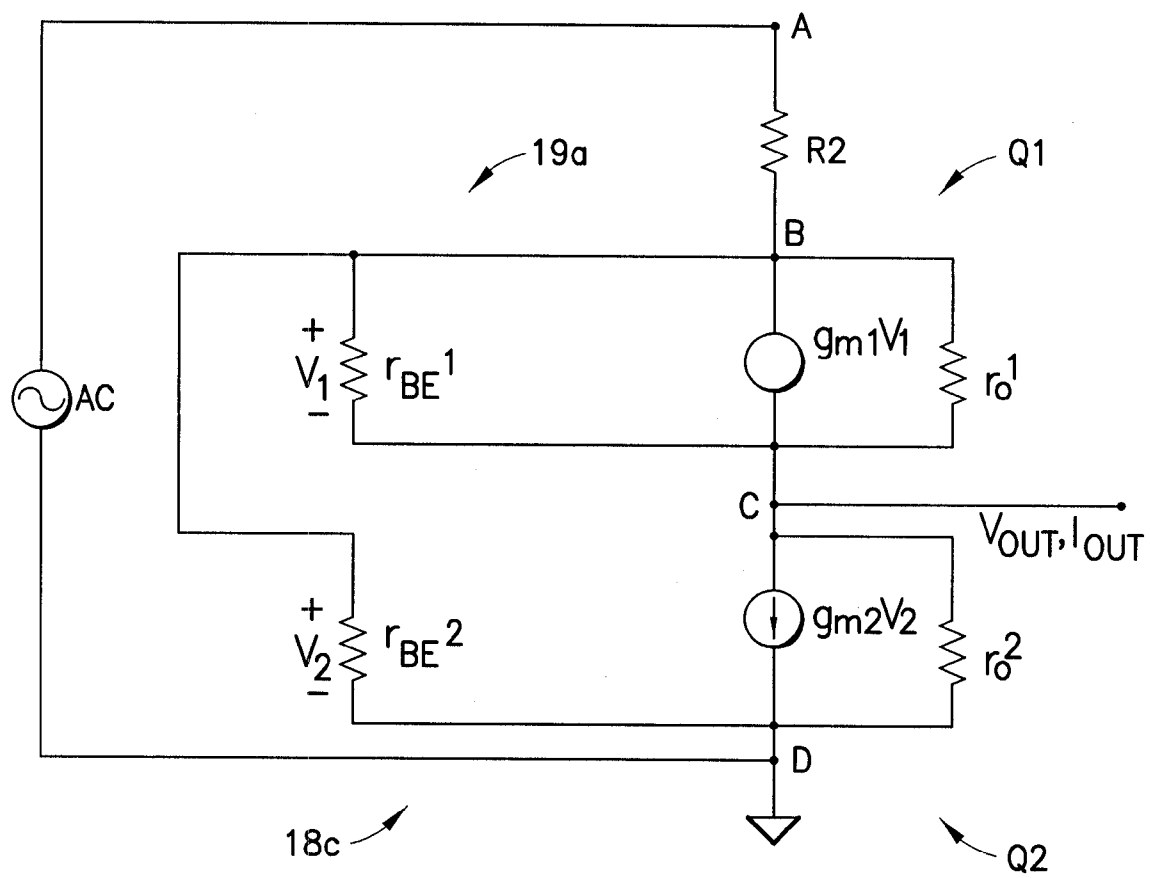 A
19a
R2
Q1
B
+
V1
−
rBE1
gm1V1
ro1
AC
C
VOUT, IOUT
+
V2
−
rBE2
gm2V2
ro2
D
18c
Q2